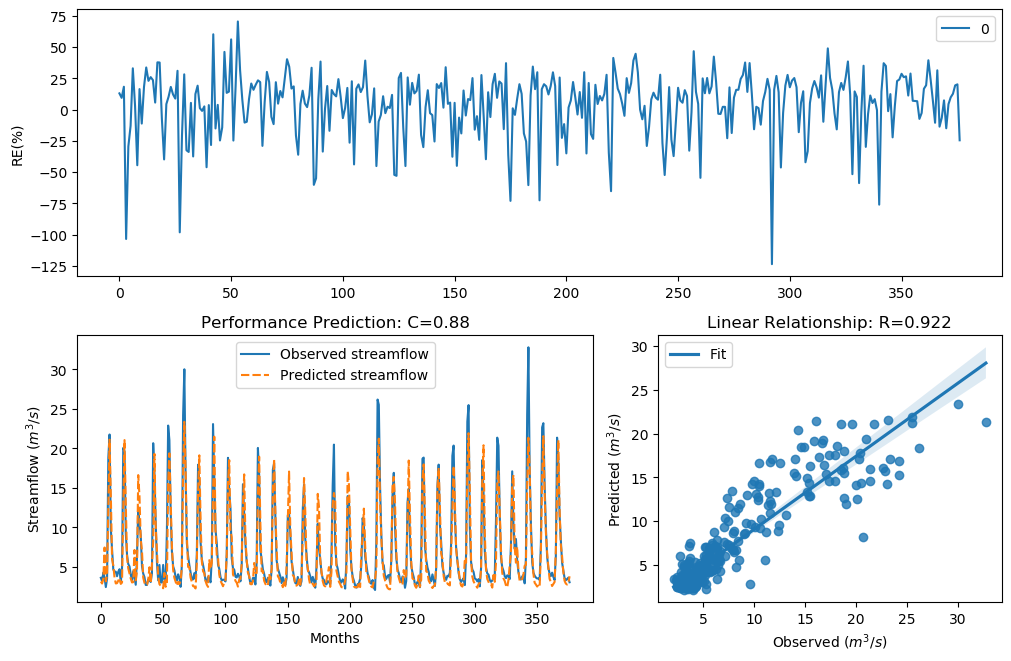 75
50
25
0
−25
−50
−75
−100
−125
RE(%)
0
0 50 100 150 200 250 300 350
Performance Prediction: C=0.88
Observed streamflow
Predicted streamflow
30
25
20
15
10
5
Streamflow (m³/s)
0 50 100 150 200 250 300 350
Months
Linear Relationship: R=0.922
Fit
30
25
20
15
10
5
Predicted (m³/s)
5 10 15 20 25 30
Observed (m³/s)